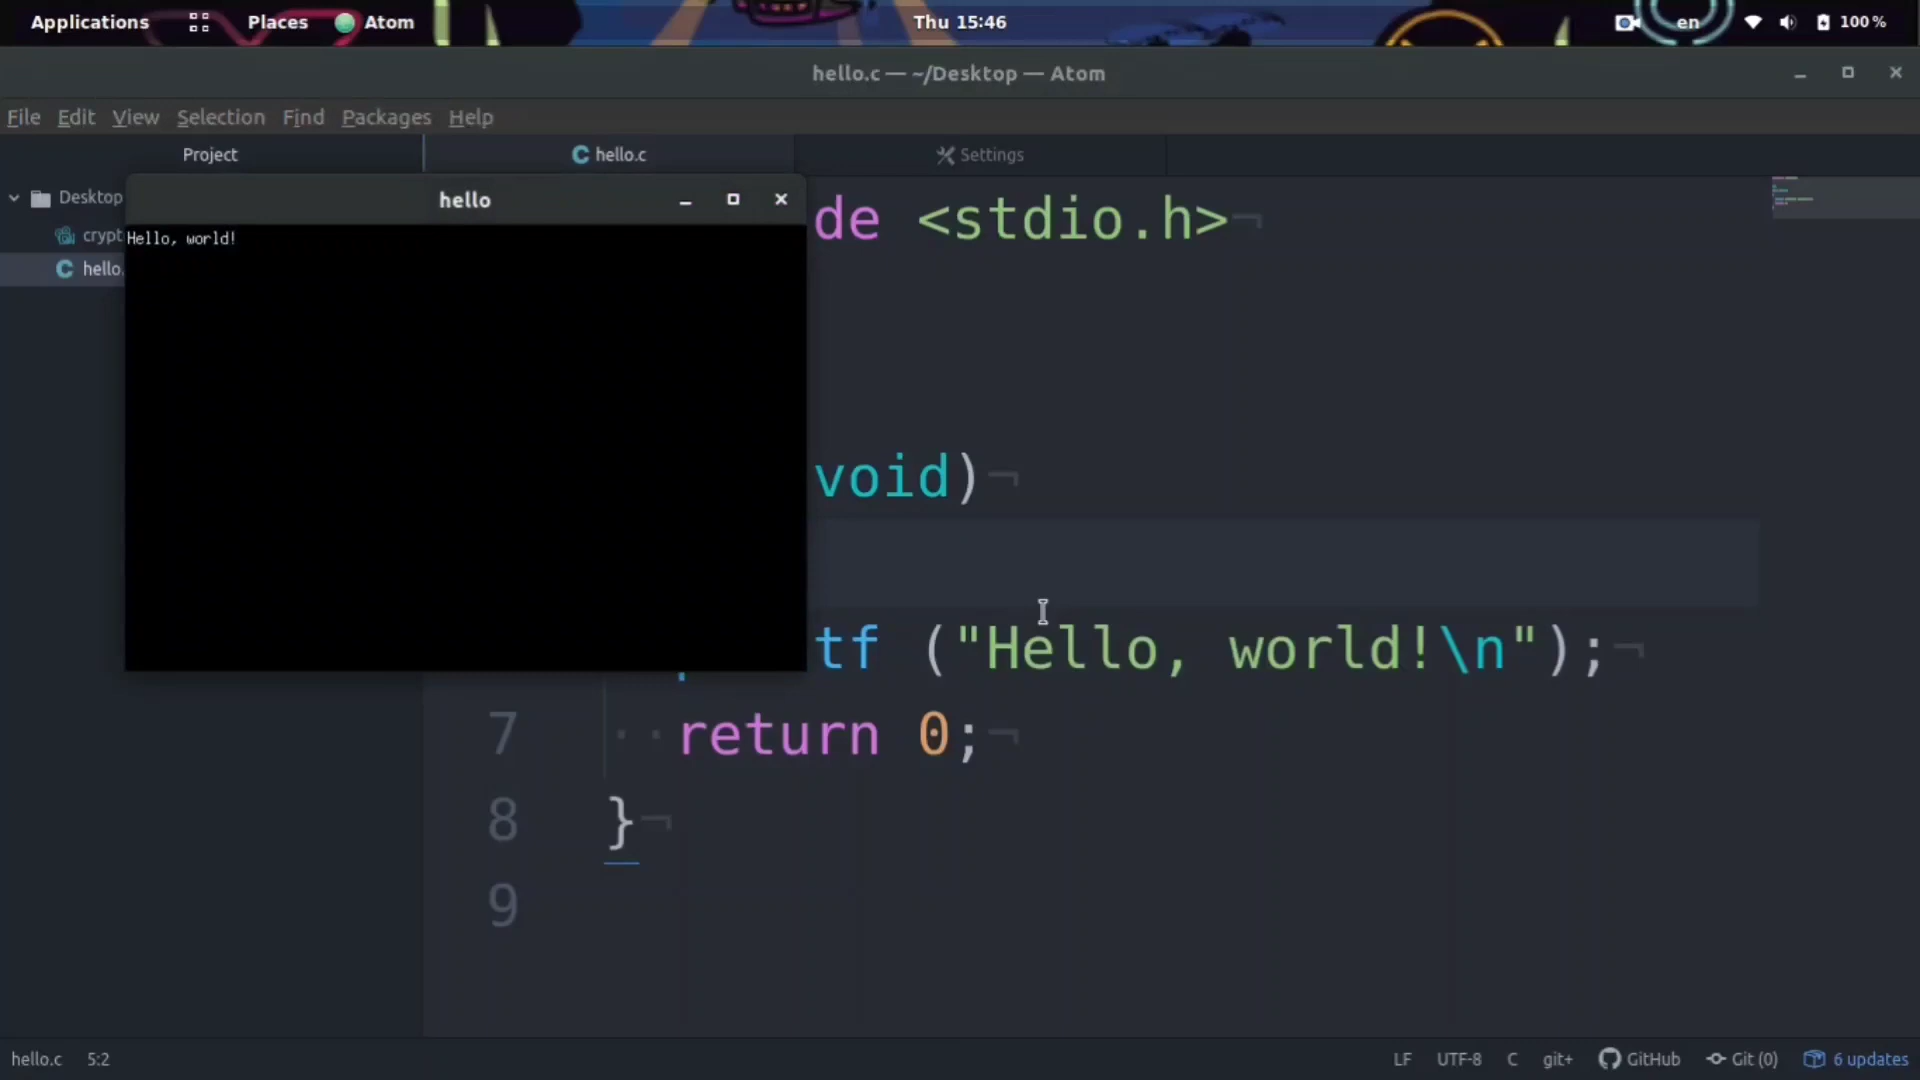 Applications Places Atom Thu 15:46 en 100 %
hello.c — ~/Desktop — Atom
File Edit View Selection Find Packages Help
Project hello.c Settings
Desktop
hello
crypt
hello.
Hello, world!
de <stdio.h>¬
void)¬
tf ("Hello, world!\n");¬
7 ··return 0;¬
8 }¬
9
hello.c 5:2 LF UTF-8 C git+ GitHub Git (0) 6 updates